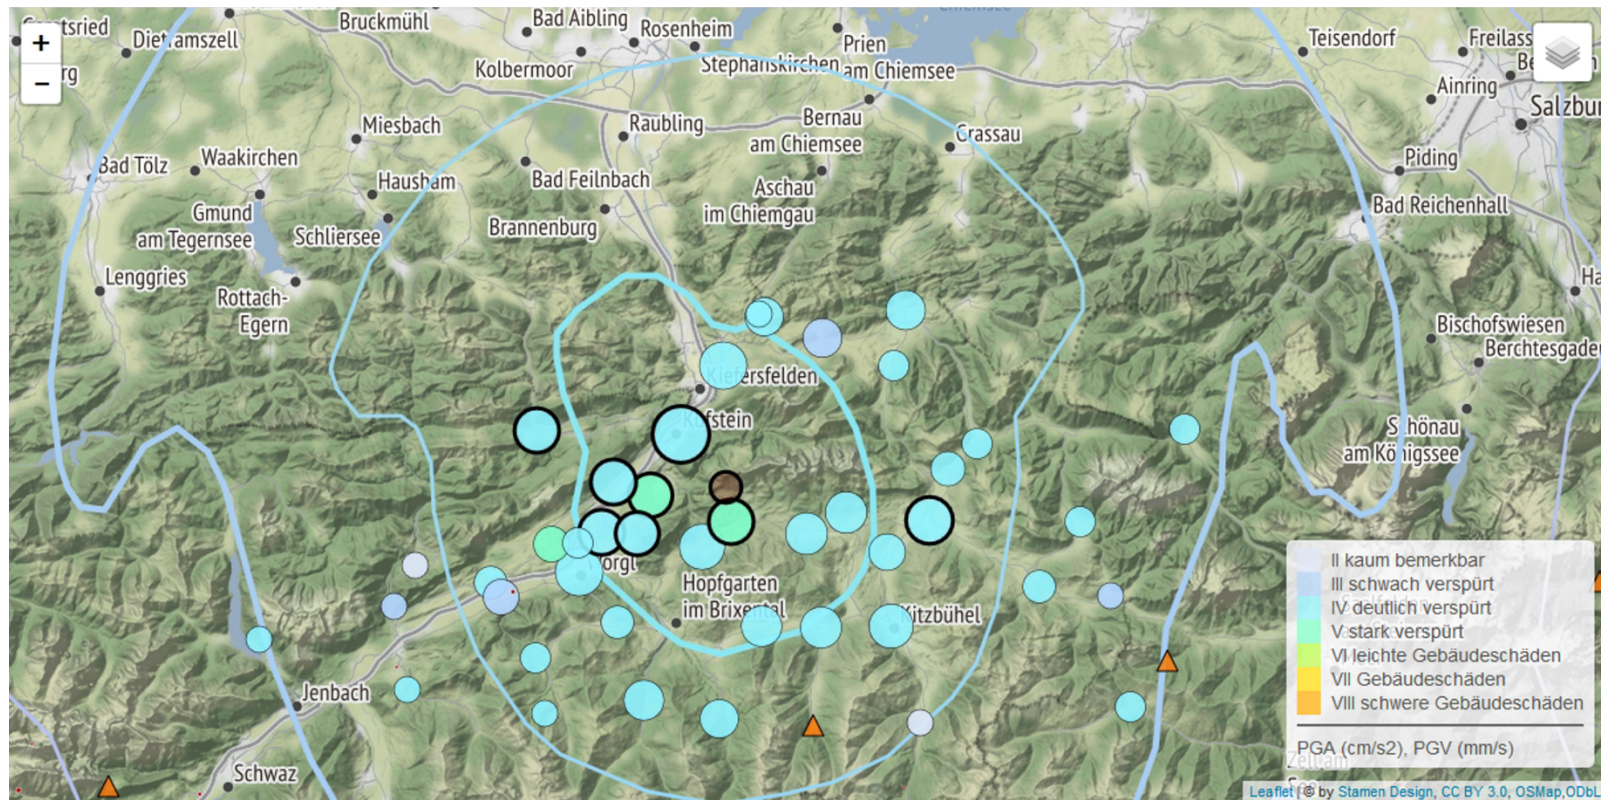 Bruckmühl
Bad Aibling
Rosenheim
Dietramszell
Kolbermoor
Stephanskirchen
Prien
am Chiemsee
Chiemsee
Teisendorf
Ainring
+
−
Miesbach
Raubling
Bernau
am Chiemsee
Grassau
Piding
Bad Tölz
Waakirchen
Hausham
Bad Feilnbach
Aschau
im Chiemgau
Bad Reichenhall
Gmund
am Tegernsee
Schliersee
Brannenburg
Lenggries
Rottach-
Egern
Bischofswiesen
Kiefersfelden
Schönau
am Königssee
Hopfgarten
im Brixental
Kitzbühel
Jenbach
Schwaz
II kaum bemerkbar
III schwach verspürt
IV deutlich verspürt
V stark verspürt
VI leichte Gebäudeschäden
VII Gebäudeschäden
VIII schwere Gebäudeschäden
PGA (cm/s2), PGV (mm/s)
Leaflet | © by Stamen Design, CC BY 3.0, OSMap,ODbL